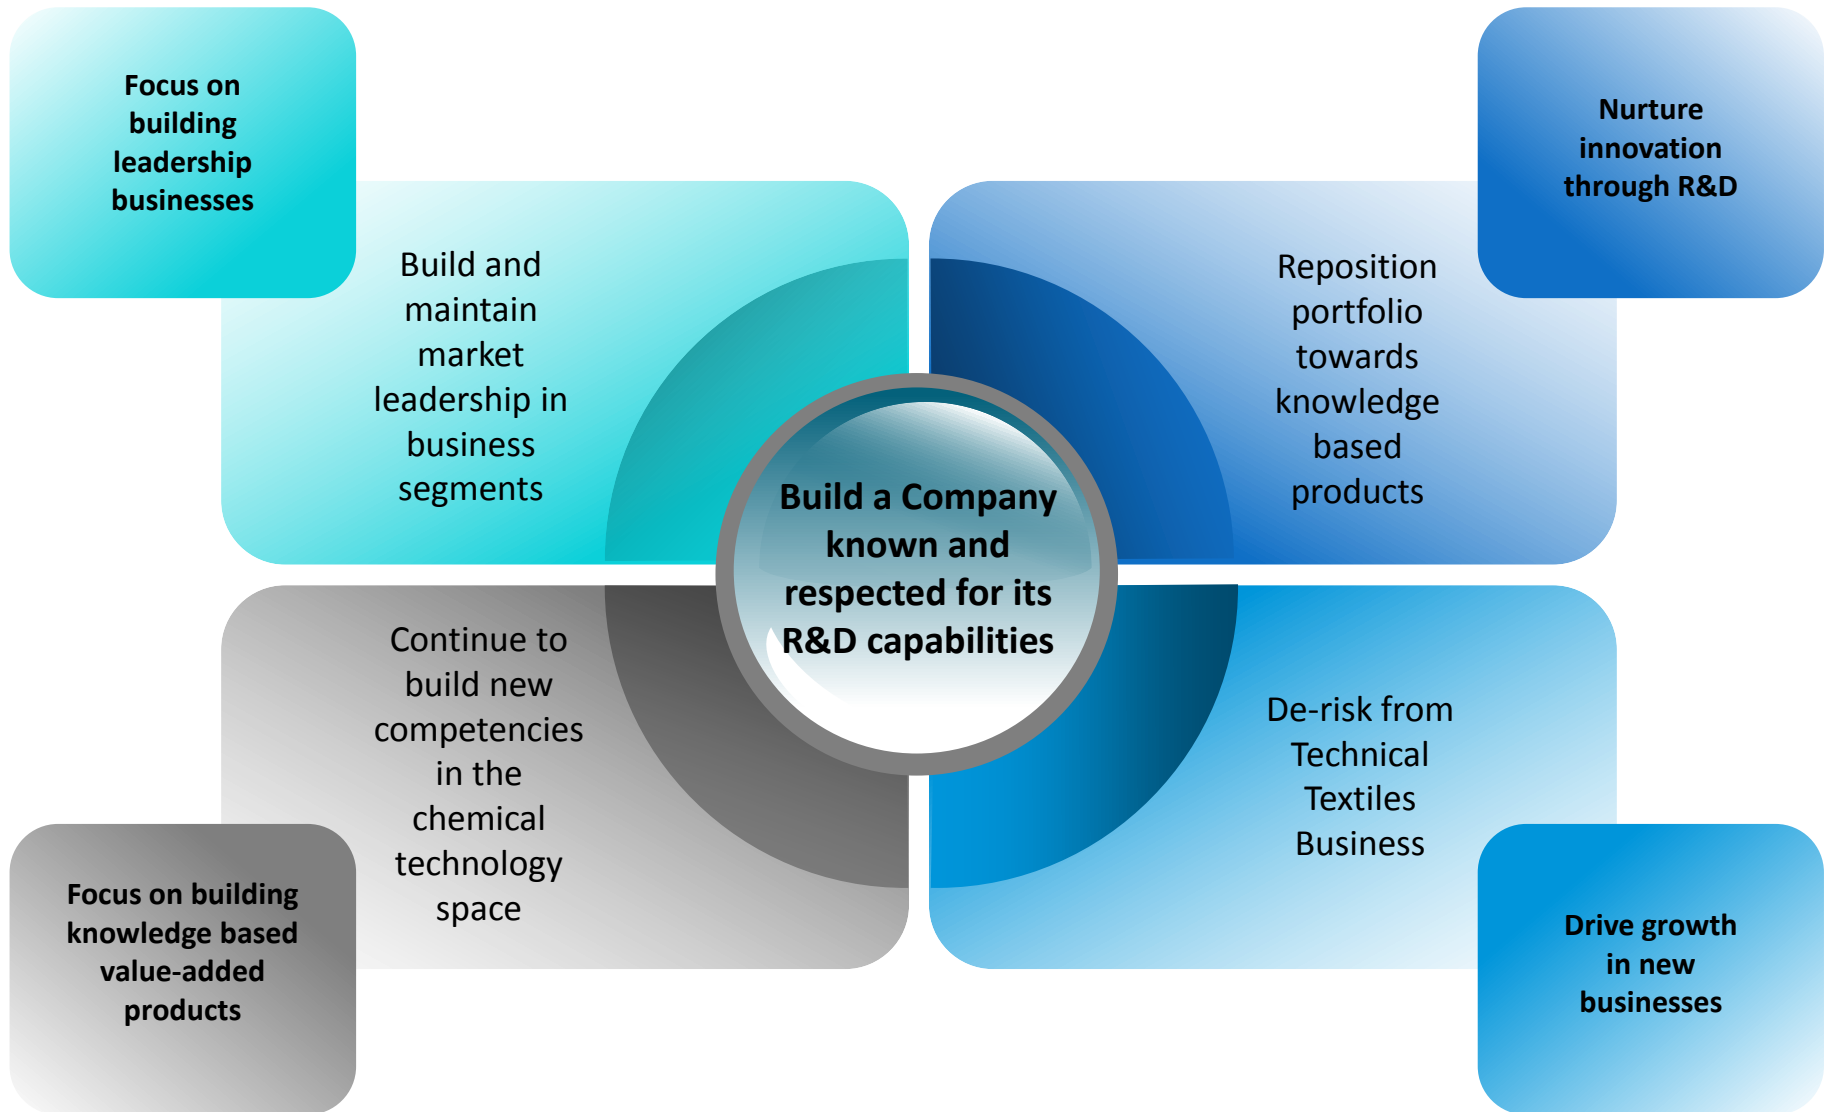 Focus on
building
leadership
businesses
Build and
maintain
market
leadership in
business
segments
Nurture
innovation
through R&D
Reposition
portfolio
towards
knowledge
based
products
Build a Company
known and
respected for its
R&D capabilities
Continue to
build new
competencies
in the
chemical
technology
space
Focus on building
knowledge based
value-added
products
De-risk from
Technical
Textiles
Business
Drive growth
in new
businesses